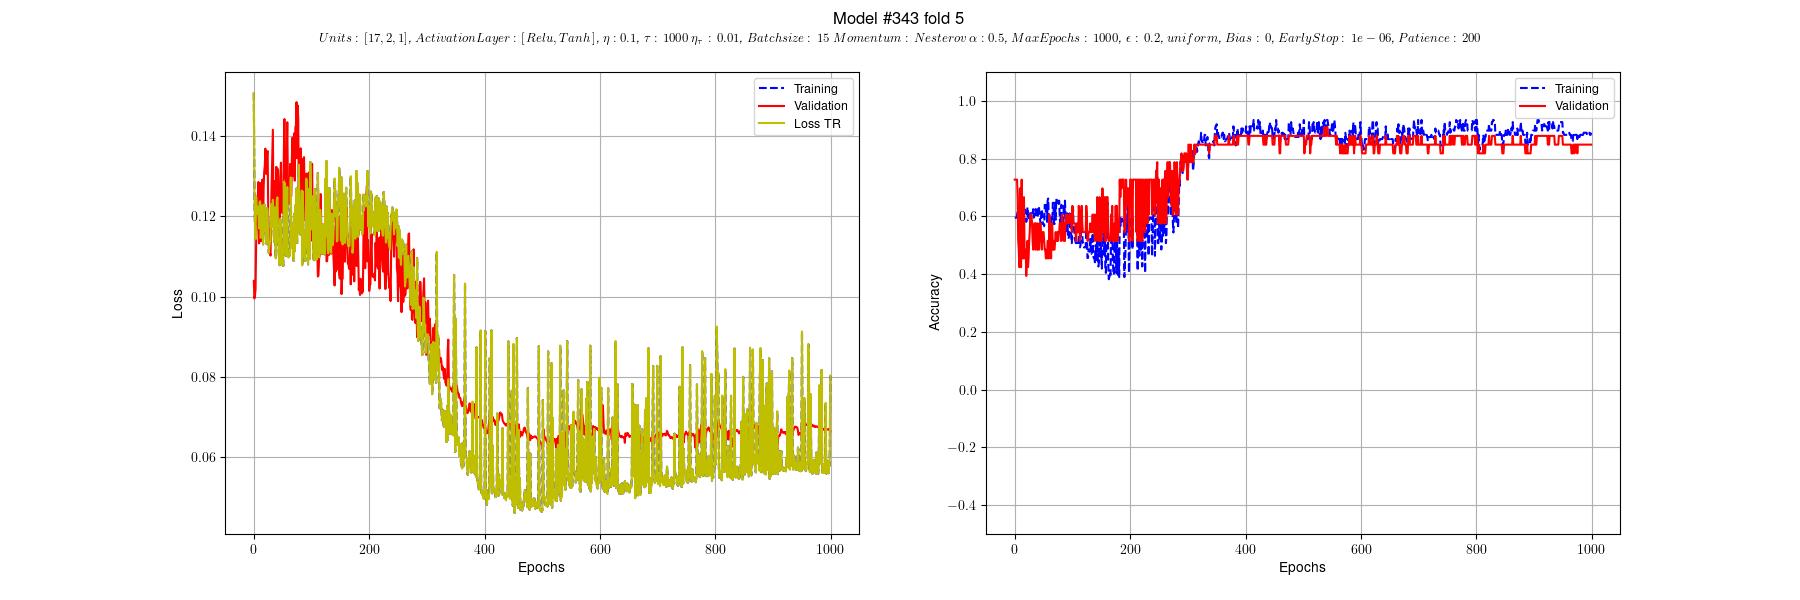 Model #343 fold 5
Units : [17, 2, 1], ActivationLayer : [Relu, Tanh], η : 0.1, τ : 1000 ητ : 0.01, Batchsize : 15 Momentum : Nesterov α : 0.5, MaxEpochs : 1000, ϵ : 0.2, uniform, Bias : 0, EarlyStop : 1e − 06, Patience : 200
Training
Validation
Loss TR
0.14
0.12
0.10
0.08
0.06
Loss
0 200 400 600 800 1000
Epochs
Training
Validation
1.0
0.8
0.6
0.4
0.2
0.0
−0.2
−0.4
Accuracy
0 200 400 600 800 1000
Epochs